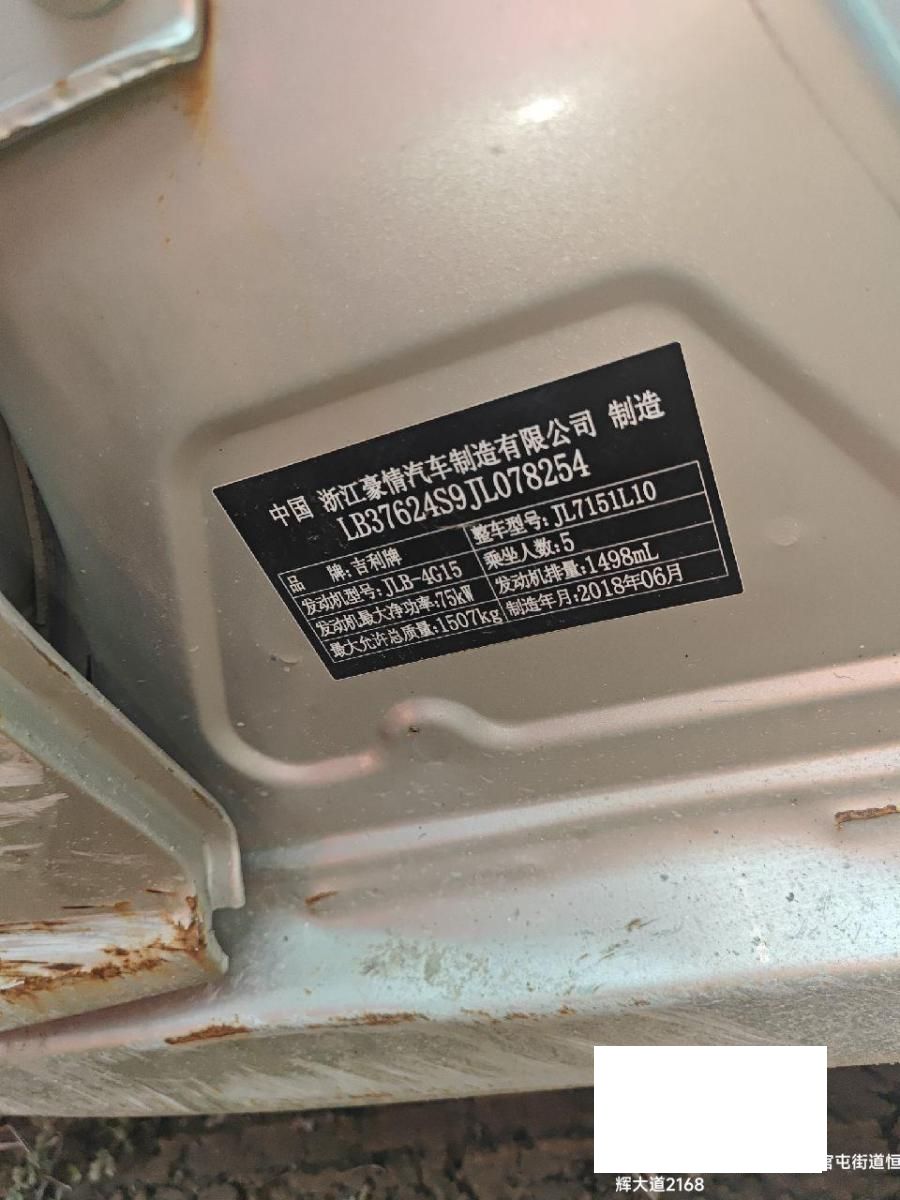 中国 浙江豪情汽车制造有限公司 制造
LB37624S9JL078254
品 牌:吉利牌 整车型号:JL7151L10
发动机型号:JLB-4G15 乘坐人数:5
发动机最大净功率:75kW 发动机排量:1498mL
最大允许总质量:1507kg 制造年月:2018年06月
官屯街道恒
辉大道2168